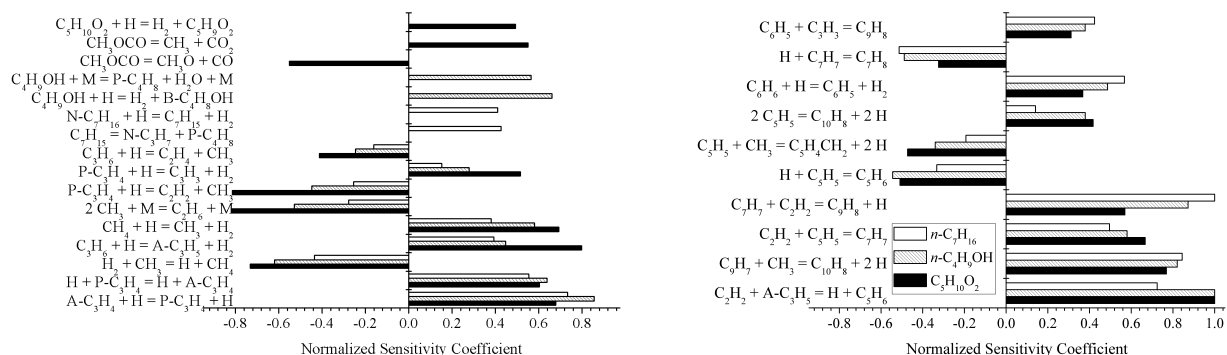 C₅H₁₀O₂ + H = H₂ + C₅H₉O₂
CH₃OCO = CH₃ + CO₂
CH₃OCO = CH₃O + CO
C₄H₉OH + M = P-C₄H₈ + H₂O + M
C₄H₉OH + H = H₂ + B-C₄H₈OH
N-C₇H₁₆ + H = C₇H₁₅ + H₂
C₇H₁₅ = N-C₃H₇ + P-C₄H₈
C₃H₆ + H = C₂H₄ + CH₃
P-C₃H₄ + H = C₃H₃ + H₂
P-C₃H₄ + H = C₂H₂ + CH₃
2 CH₃ + M = C₂H₆ + M
CH₄ + H = CH₃ + H₂
C₃H₆ + H = A-C₃H₅ + H₂
H₂ + CH₃ = H + CH₄
H + P-C₃H₄ = H + A-C₃H₄
A-C₃H₄ + H = P-C₃H₄ + H
-0.8 -0.6 -0.4 -0.2 0.0 0.2 0.4 0.6 0.8
Normalized Sensitivity Coefficient
C₆H₅ + C₃H₃ = C₉H₈
H + C₇H₇ = C₇H₈
C₆H₆ + H = C₆H₅ + H₂
2 C₅H₅ = C₁₀H₈ + 2 H
C₅H₅ + CH₃ = C₅H₄CH₂ + 2 H
H + C₅H₅ = C₅H₆
C₇H₇ + C₂H₂ = C₉H₈ + H
C₂H₂ + C₅H₅ = C₇H₇
C₉H₇ + CH₃ = C₁₀H₈ + 2 H
C₂H₂ + A-C₃H₅ = H + C₅H₆
n-C₇H₁₆
n-C₄H₉OH
C₅H₁₀O₂
-0.8 -0.6 -0.4 -0.2 0.0 0.2 0.4 0.6 0.8 1.0
Normalized Sensitivity Coefficient